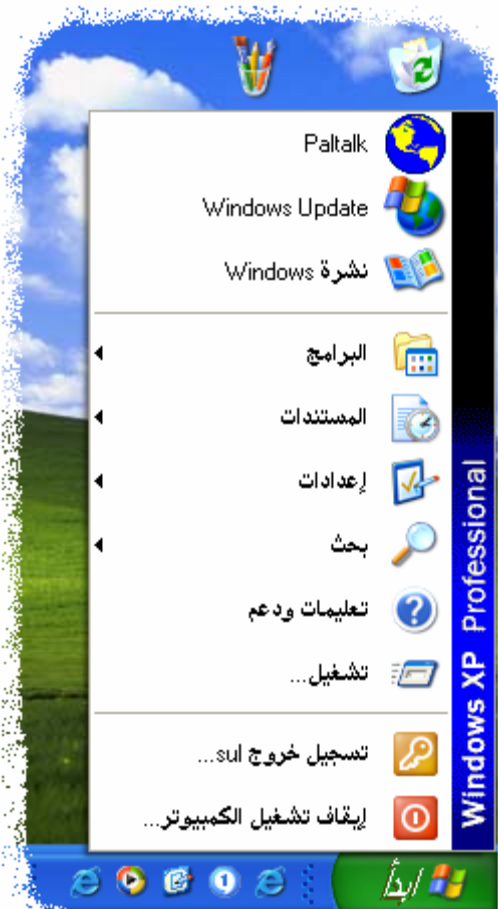 Paltalk
Windows Update
نشرة Windows
البرامج
المستندات
إعدادات
بحث
تعليمات ودعم
تشغيل...
تسجيل خروج sul...
إيقاف تشغيل الكمبيوتر...
Windows XP Professional
1
ابدأ